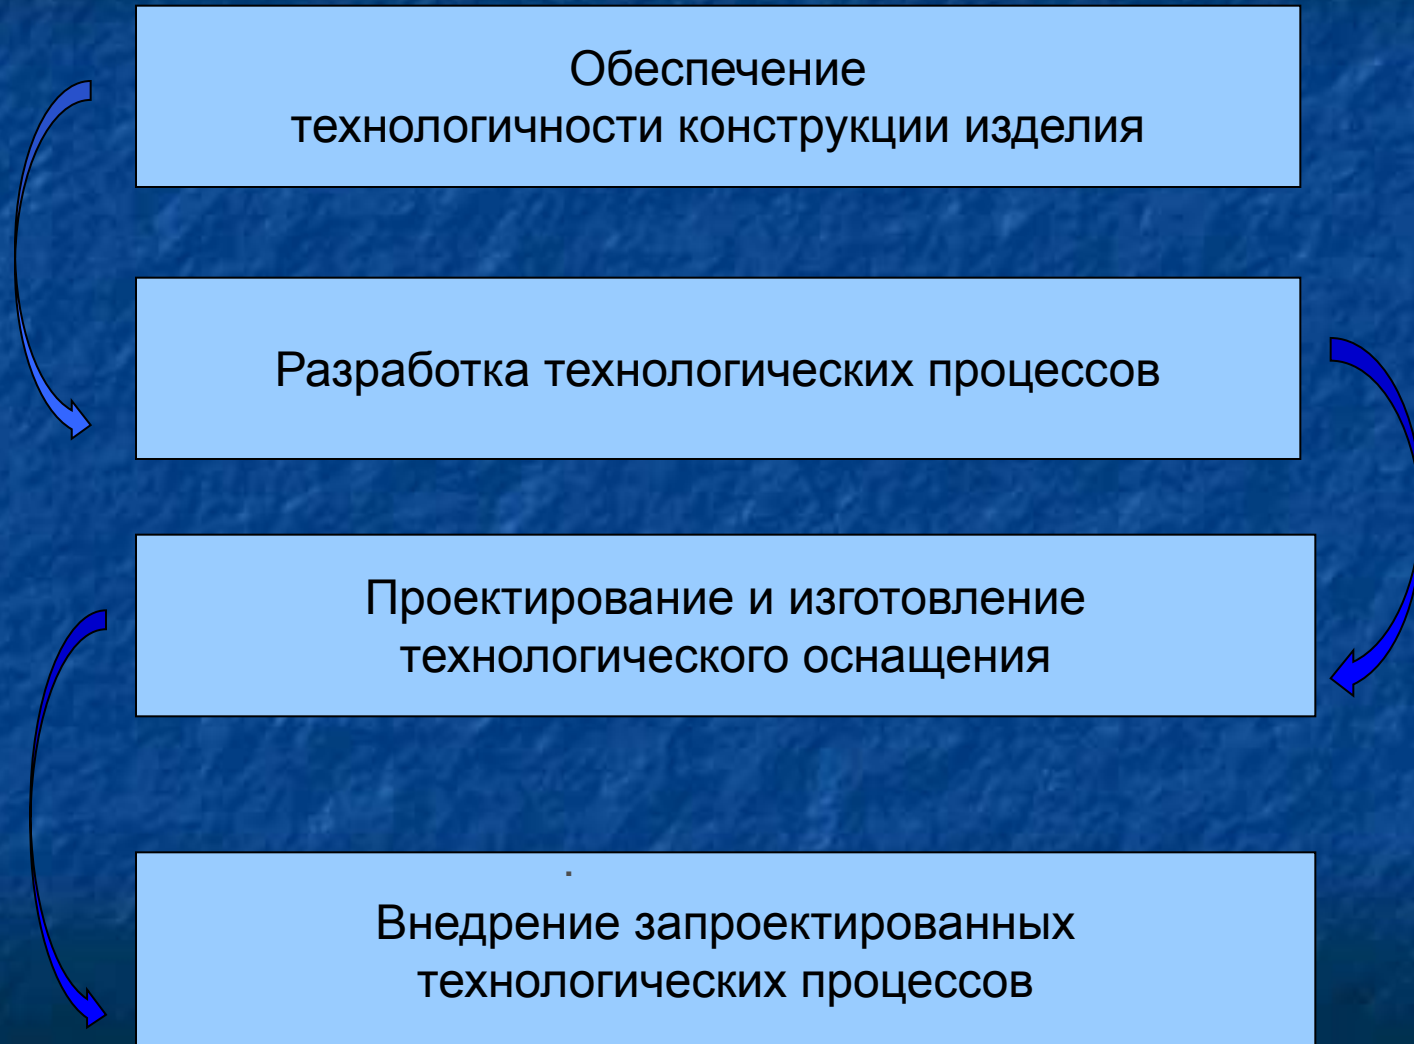 Обеспечение
технологичности конструкции изделия
Разработка технологических процессов
Проектирование и изготовление
технологического оснащения
.
Внедрение запроектированных
технологических процессов